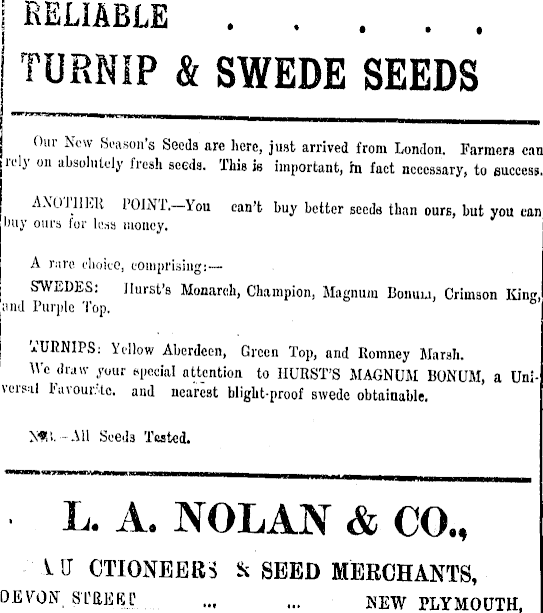 RELIABLE . . . . .
TURNIP & SWEDE SEEDS
Our New Season's Seeds are here, just arrived from London. Farmers can
rely on absolutely fresh seeds. This is important, in fact necessary, to success.
ANOTHER POINT.—You can't buy better seeds than ours, but you can
buy ours for less money.
A rare choice, comprising:—
SWEDES: Hurst's Monarch, Champion, Magnum Bonum, Crimson King,
and Purple Top.
TURNIPS: Yellow Aberdeen, Green Top, and Romney Marsh.
We draw your special attention to HURST'S MAGNUM BONUM, a Uni-
versal Favourite, and nearest blight-proof swede obtainable.
N.B.—All Seeds Tested.
L. A. NOLAN & CO.,
AUCTIONEERS & SEED MERCHANTS,
DEVON STREET ... ... NEW PLYMOUTH,